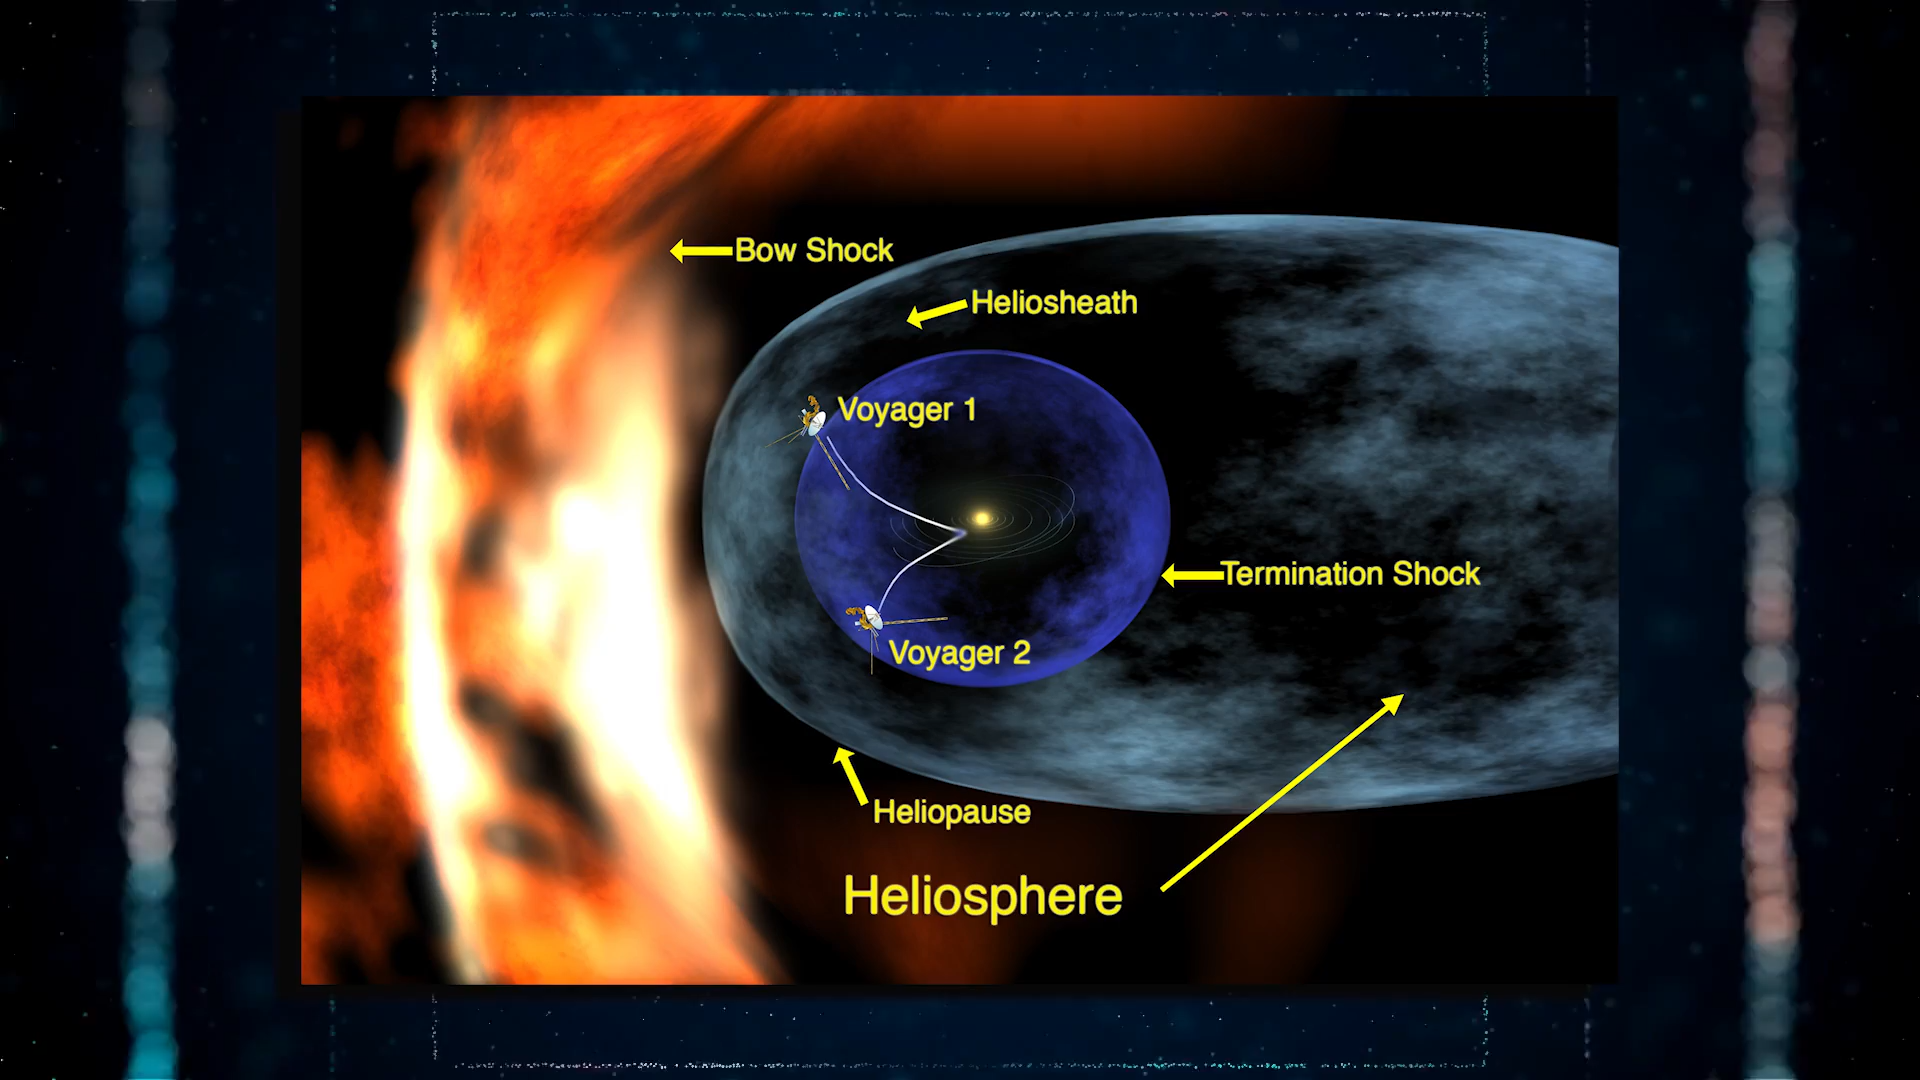 Bow Shock
Heliosheath
Voyager 1
Termination Shock
Voyager 2
Heliopause
Heliosphere